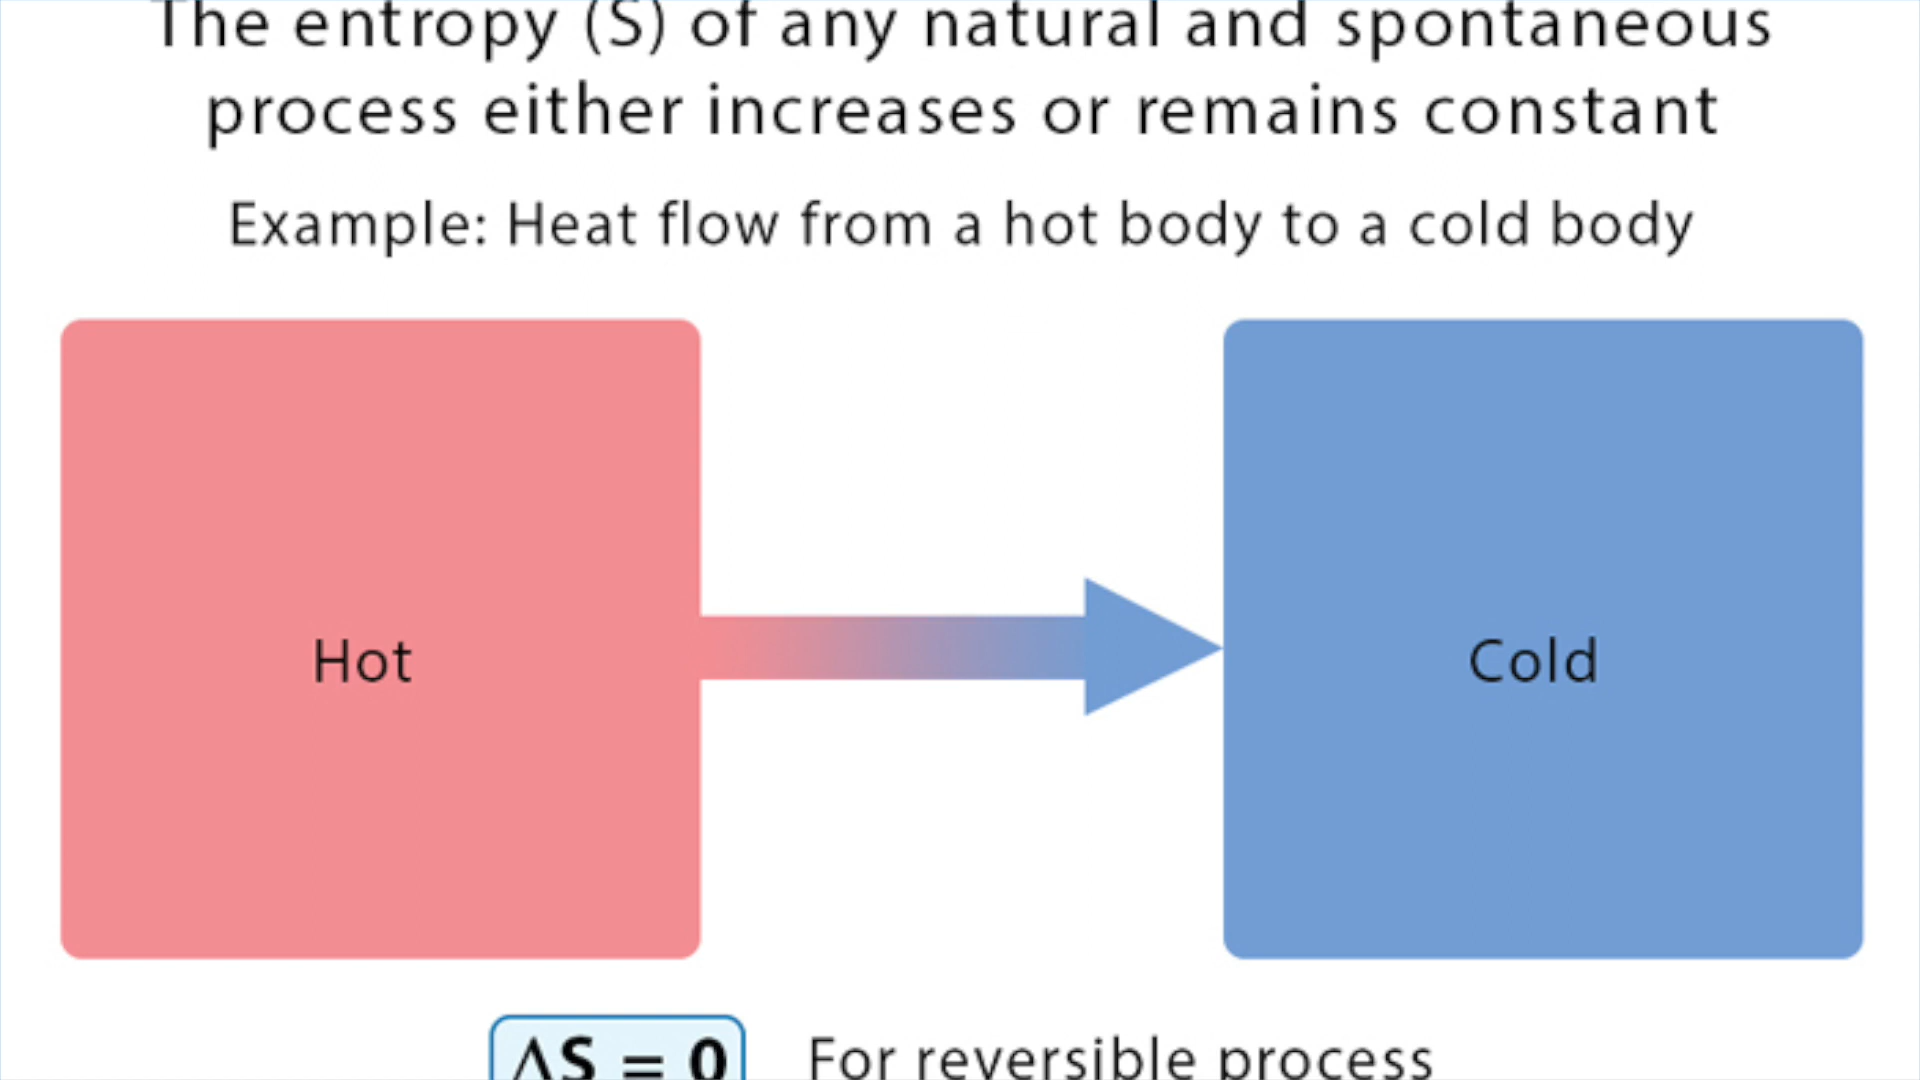 The entropy (S) of any natural and spontaneous
process either increases or remains constant
Example: Heat flow from a hot body to a cold body
Hot
Cold
ΔS = 0 For reversible process